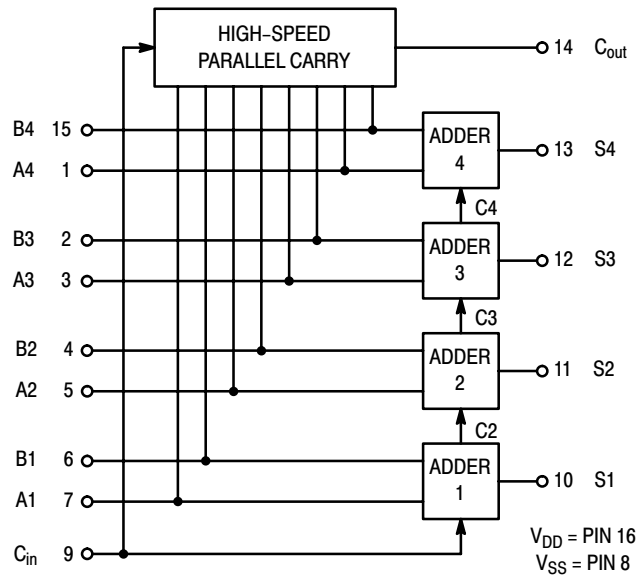 HIGH–SPEED
PARALLEL CARRY
14 Cout
B4 15
ADDER
4
13 S4
A4 1
C4
B3 2
ADDER
3
12 S3
A3 3
C3
B2 4
ADDER
2
11 S2
A2 5
C2
B1 6
ADDER
1
10 S1
A1 7
Cin 9
VDD = PIN 16
VSS = PIN 8